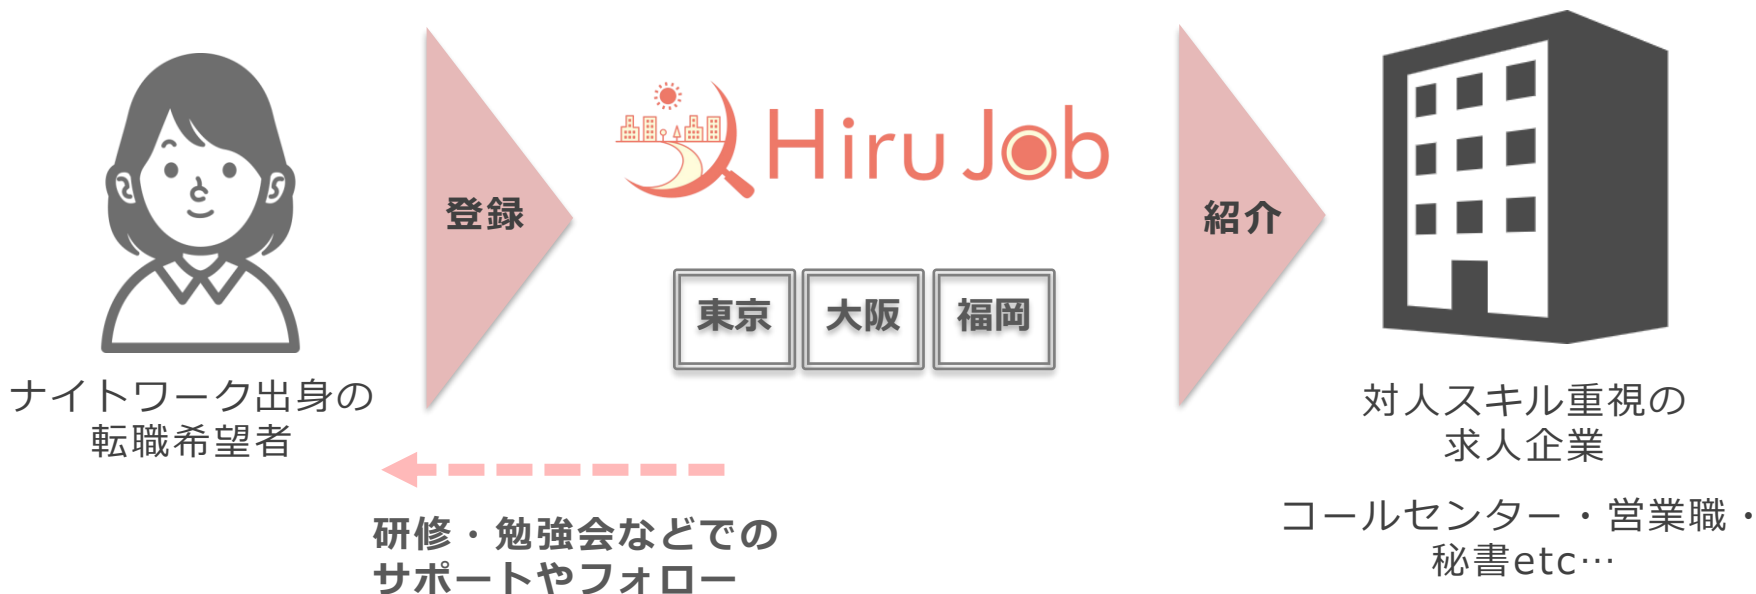 ナイトワーク出身の
転職希望者
登録
Hiru Job
東京
大阪
福岡
研修・勉強会などでの
サポートやフォロー
紹介
対人スキル重視の
求人企業
コールセンター・営業職・
秘書etc…